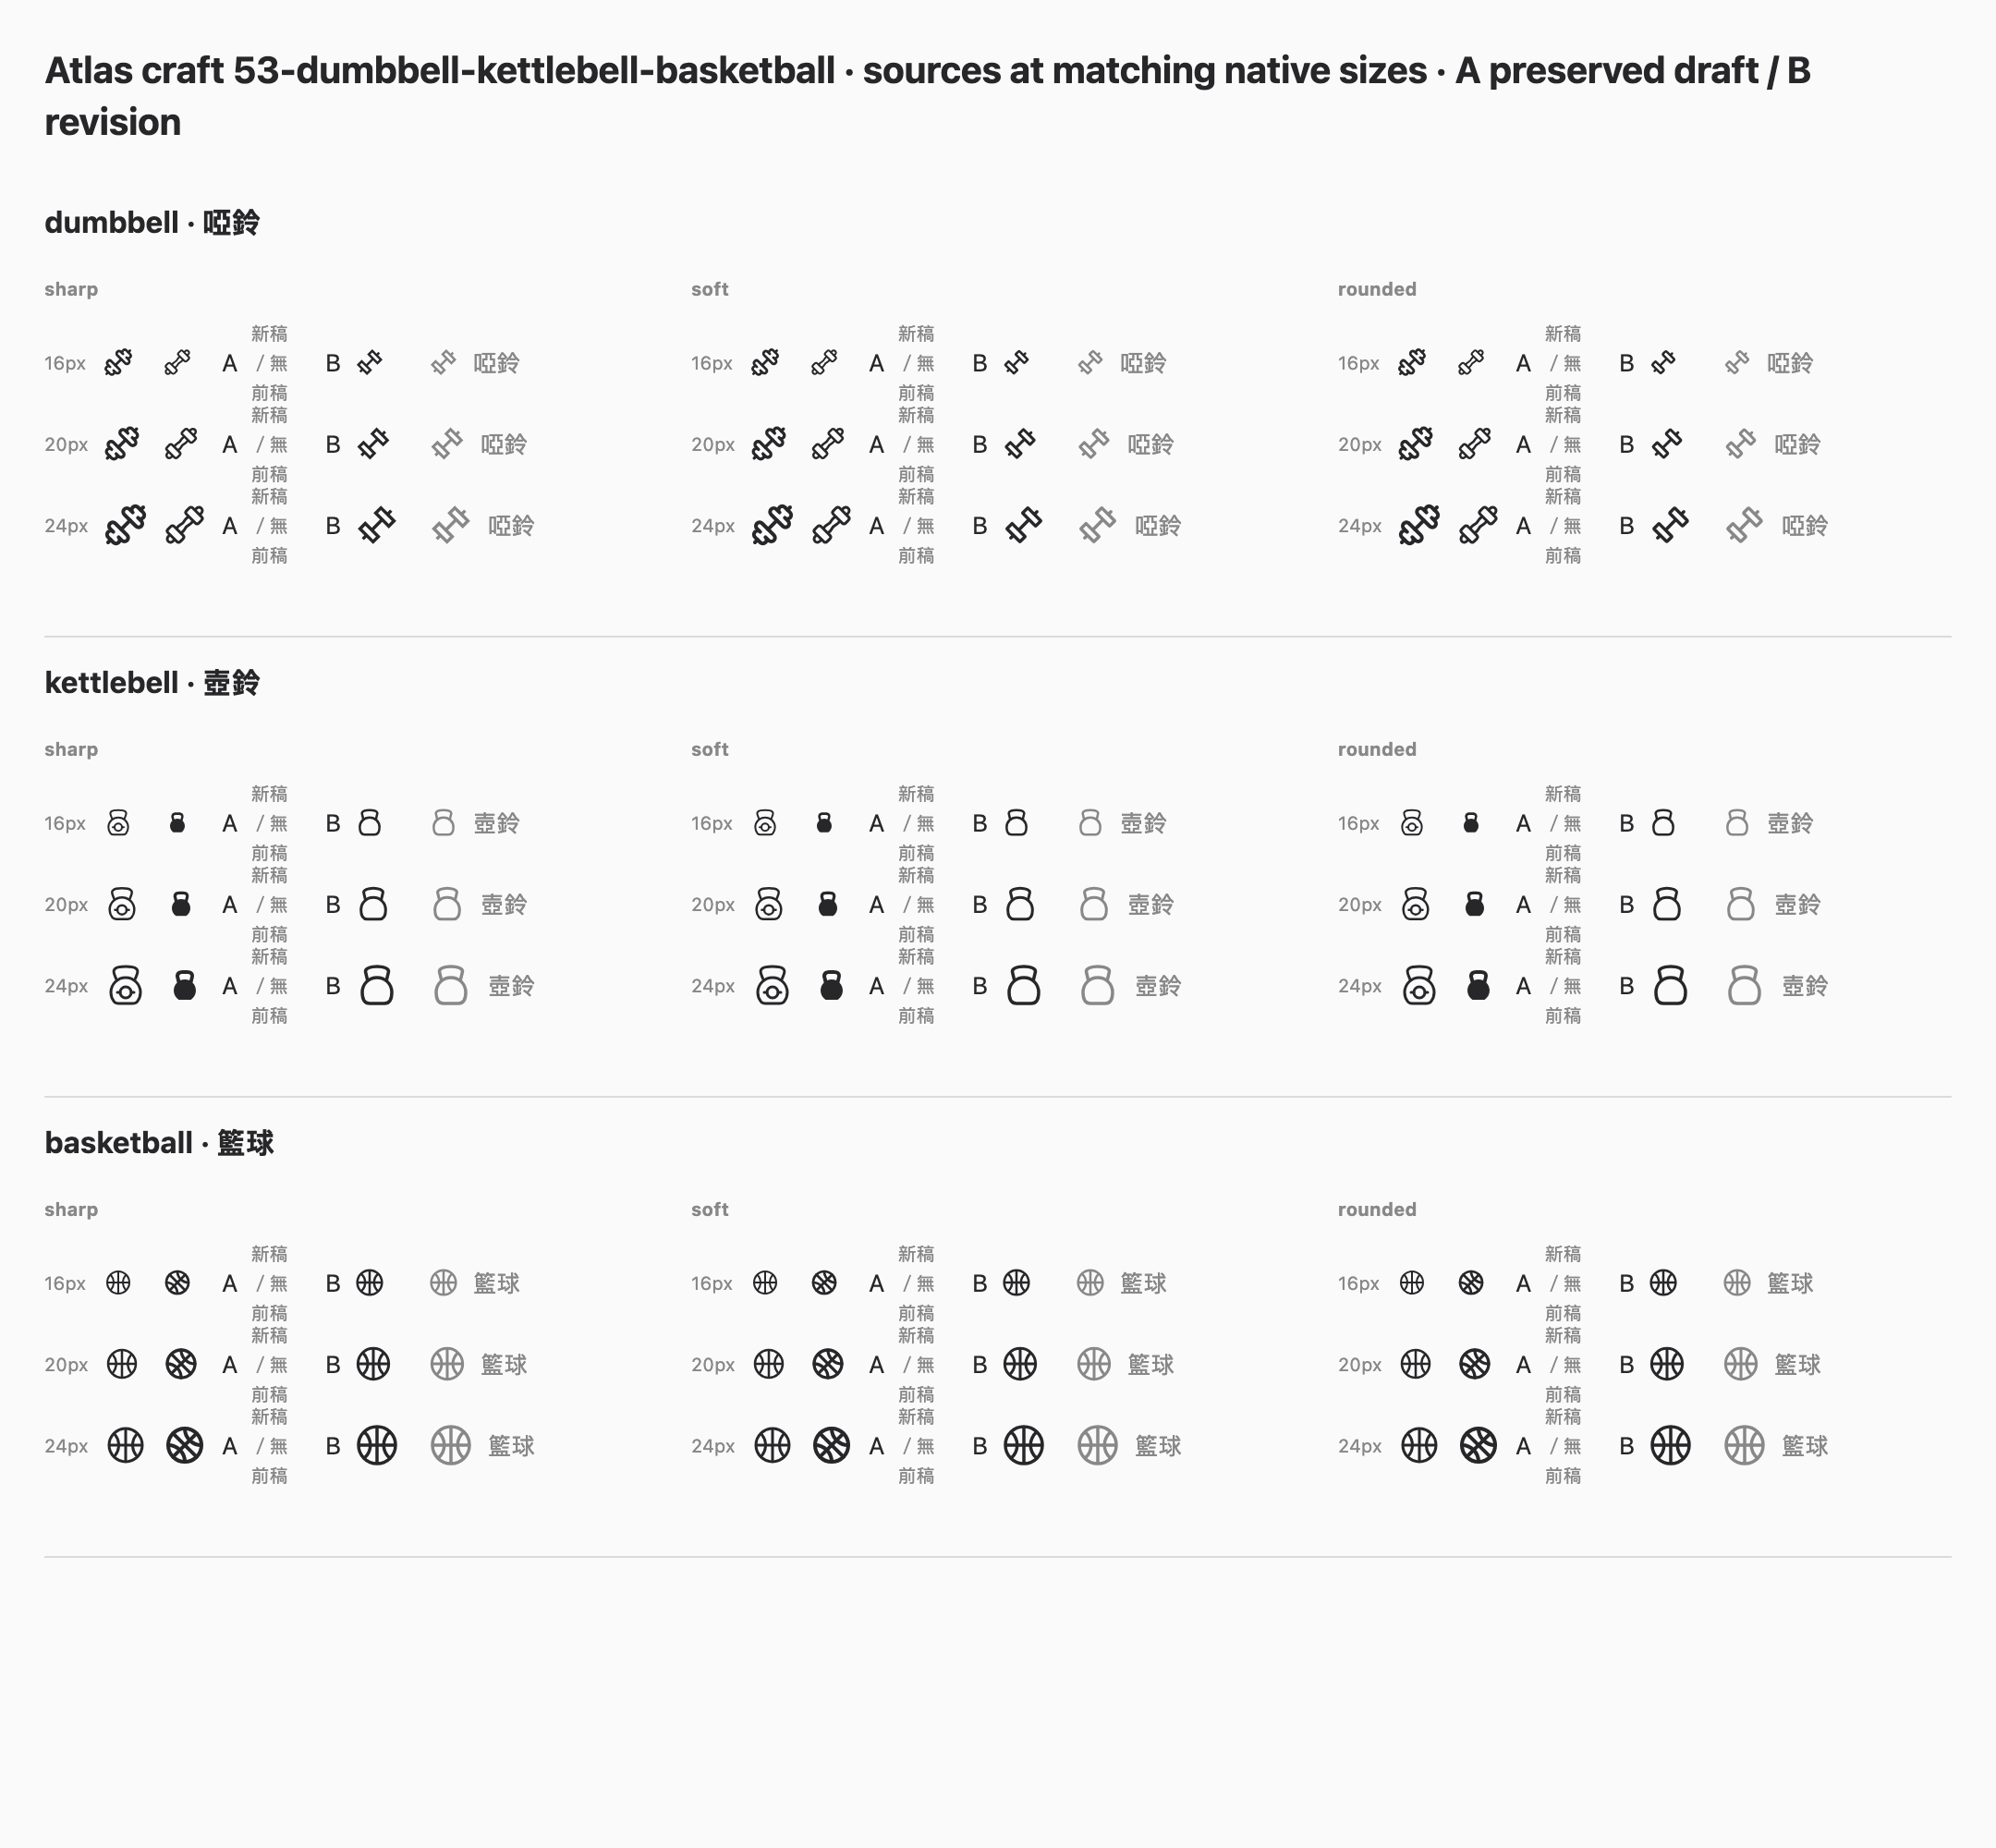 Atlas craft 53-dumbbell-kettlebell-basketball · sources at matching native sizes · A preserved draft / B
revision
dumbbell · 啞鈴
sharp
16px A 新稿 / 無 前稿 B 啞鈴
20px A 新稿 / 無 前稿 B 啞鈴
24px A 新稿 / 無 前稿 B 啞鈴
soft
16px A 新稿 / 無 前稿 B 啞鈴
20px A 新稿 / 無 前稿 B 啞鈴
24px A 新稿 / 無 前稿 B 啞鈴
rounded
16px A 新稿 / 無 前稿 B 啞鈴
20px A 新稿 / 無 前稿 B 啞鈴
24px A 新稿 / 無 前稿 B 啞鈴
kettlebell · 壺鈴
sharp
16px A 新稿 / 無 前稿 B 壺鈴
20px A 新稿 / 無 前稿 B 壺鈴
24px A 新稿 / 無 前稿 B 壺鈴
soft
16px A 新稿 / 無 前稿 B 壺鈴
20px A 新稿 / 無 前稿 B 壺鈴
24px A 新稿 / 無 前稿 B 壺鈴
rounded
16px A 新稿 / 無 前稿 B 壺鈴
20px A 新稿 / 無 前稿 B 壺鈴
24px A 新稿 / 無 前稿 B 壺鈴
basketball · 籃球
sharp
16px A 新稿 / 無 前稿 B 籃球
20px A 新稿 / 無 前稿 B 籃球
24px A 新稿 / 無 前稿 B 籃球
soft
16px A 新稿 / 無 前稿 B 籃球
20px A 新稿 / 無 前稿 B 籃球
24px A 新稿 / 無 前稿 B 籃球
rounded
16px A 新稿 / 無 前稿 B 籃球
20px A 新稿 / 無 前稿 B 籃球
24px A 新稿 / 無 前稿 B 籃球